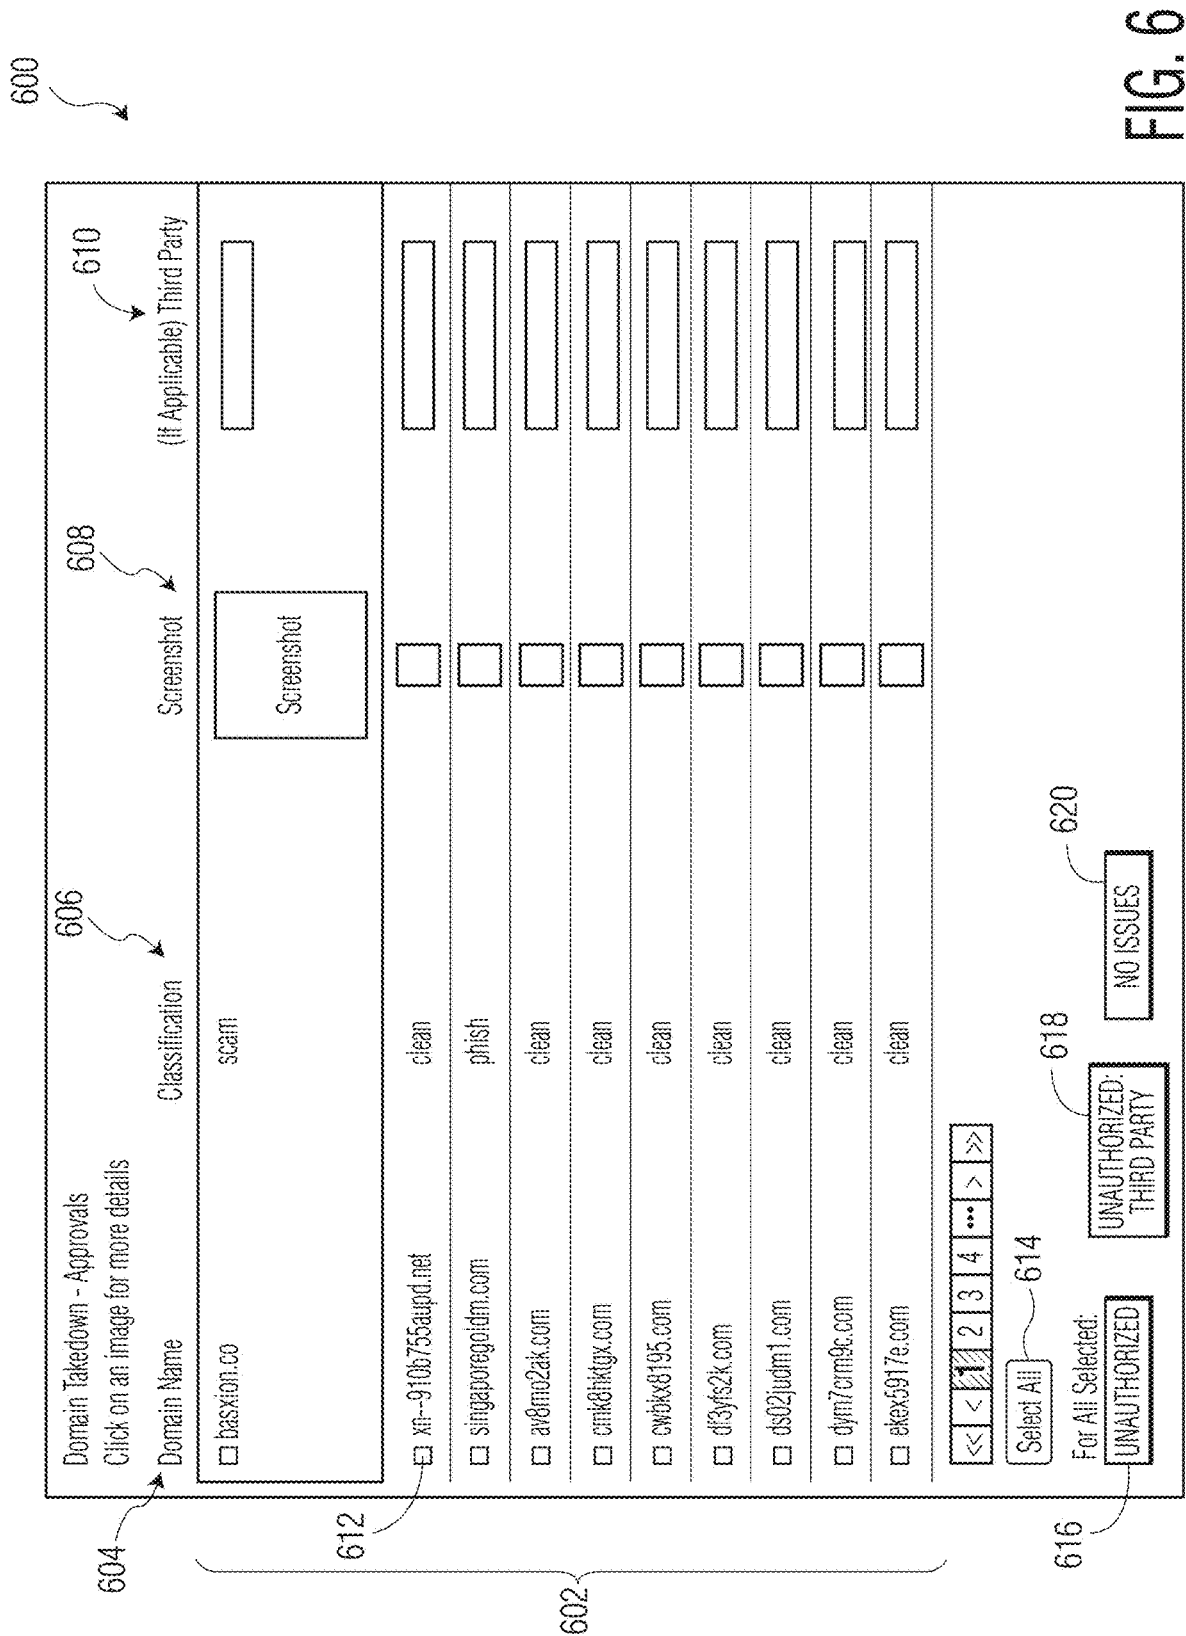 600
Domain Takedown - Approvals
Click on an image for more details
604
606
608
610
Domain Name Classification Screenshot (If Applicable) Third Party
basxion.co scam Screenshot
612
xn--910b755aupd.net clean
singaporegoldm.com phish
av8mo2ak.com clean
cmk8hkgx.com clean
cwbkx8195.com clean
df3yfs2k.com clean
ds02judm1.com clean
dym7crm9c.com clean
ekex5917e.com clean
602
<< < 1 2 3 4 ... > >>
Select All
614
For All Selected:
616
UNAUTHORIZED
618
UNAUTHORIZED:
THIRD PARTY
620
NO ISSUES
FIG. 6